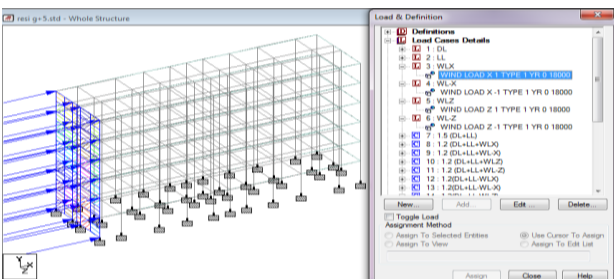 resi g+5.std - Whole Structure
Load & Definition
Definitions
Load Cases Details
1 : DL
2 : LL
3 : WLX
WIND LOAD X 1 TYPE 1 YR 0 18000
4 : WL-X
WIND LOAD X -1 TYPE 1 YR 0 18000
5 : WLZ
WIND LOAD Z 1 TYPE 1 YR 0 18000
6 : WL-Z
WIND LOAD Z -1 TYPE 1 YR 0 18000
7 : 1.5 (DL+LL)
8 : 1.2 (DL+LL+WLX)
9 : 1.2 (DL+LL+WL-X)
10 : 1.2 (DL+LL+WLZ)
11 : 1.2 (DL+LL+WL-Z)
12 : 1.2(DL+LL-WLX)
13 : 1.2(DL+LL-WL-X)
New...
Add...
Edit ...
Delete...
Toggle Load
Assignment Method
Assign To Selected Entities
Use Cursor To Assign
Assign To View
Assign To Edit List
Assign
Close
Help
Y
X
Z